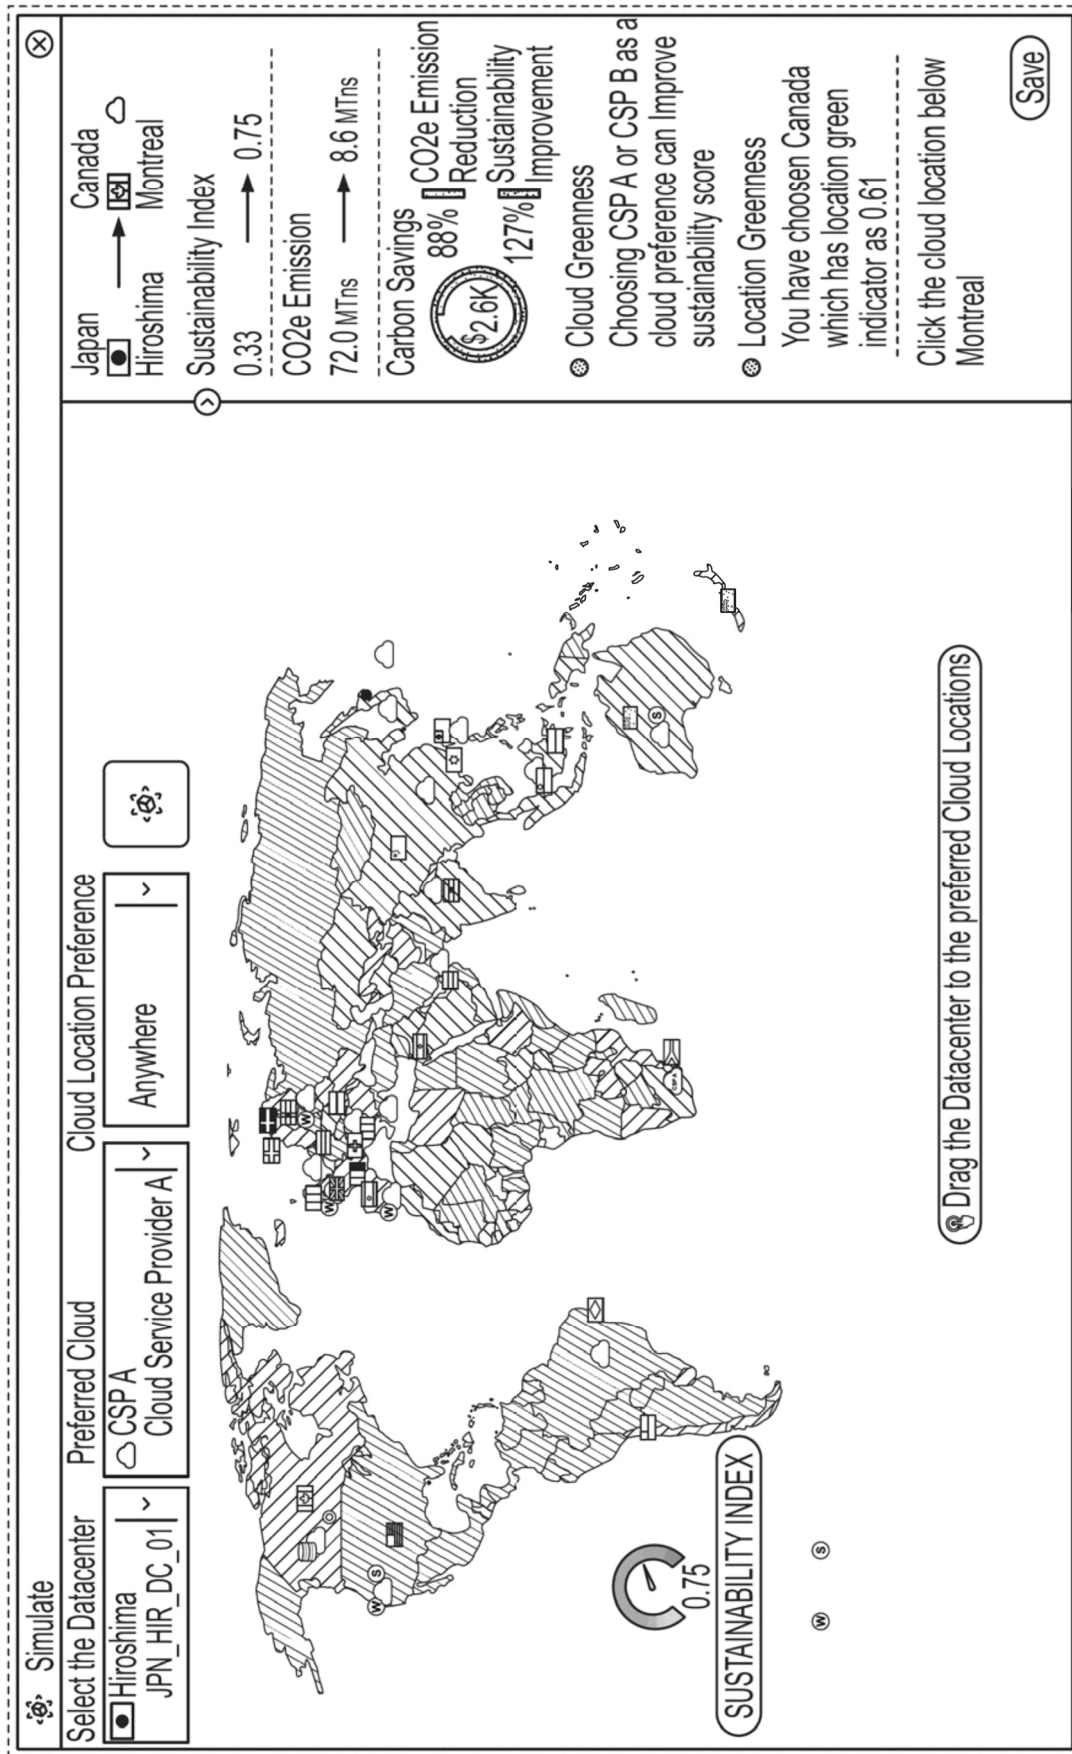 Simulate
Select the Datacenter
Preferred Cloud
Cloud Location Preference
Hiroshima
JPN_HIR_DC_01
CSP A
Cloud Service Provider A
Anywhere
Japan
Canada
Hiroshima
Montreal
Sustainability Index
0.33
0.75
CO2e Emission
72.0 MTns
8.6 MTns
Carbon Savings
$2.6K
88%
CO2e Emission
Reduction
127%
Sustainability
Improvement
Cloud Greenness
Choosing CSP A or CSP B as a
cloud preference can Improve
sustainability score
Location Greenness
You have chosen Canada
which has location green
indicator as 0.61
Click the cloud location below
Montreal
Save
W
S
W
W
W
CSP A
S
0.75
SUSTAINABILITY INDEX
W
S
Drag the Datacenter to the preferred Cloud Locations